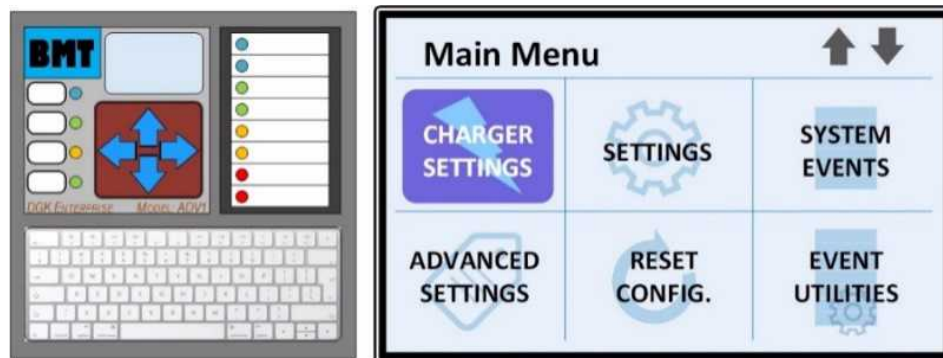 BMT
DGK ENTERPRISE MODEL: ADV1
Main Menu
CHARGER
SETTINGS
SETTINGS
SYSTEM
EVENTS
ADVANCED
SETTINGS
RESET
CONFIG.
EVENT
UTILITIES